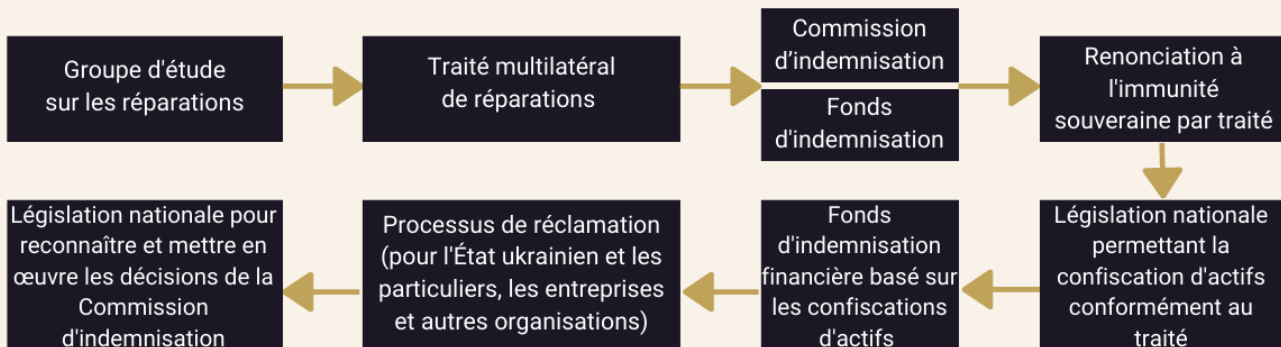 Groupe d'étude
sur les réparations
Traité multilatéral
de réparations
Commission
d’indemnisation
Fonds
d'indemnisation
Renonciation à
l'immunité
souveraine par traité
Législation nationale
permettant la
confiscation d'actifs
conformément au
traité
Fonds
d'indemnisation
financière basé sur
les confiscations
d'actifs
Processus de réclamation
(pour l'État ukrainien et les
particuliers, les entreprises
et autres organisations)
Législation nationale pour
reconnaître et mettre en
œuvre les décisions de la
Commission
d'indemnisation